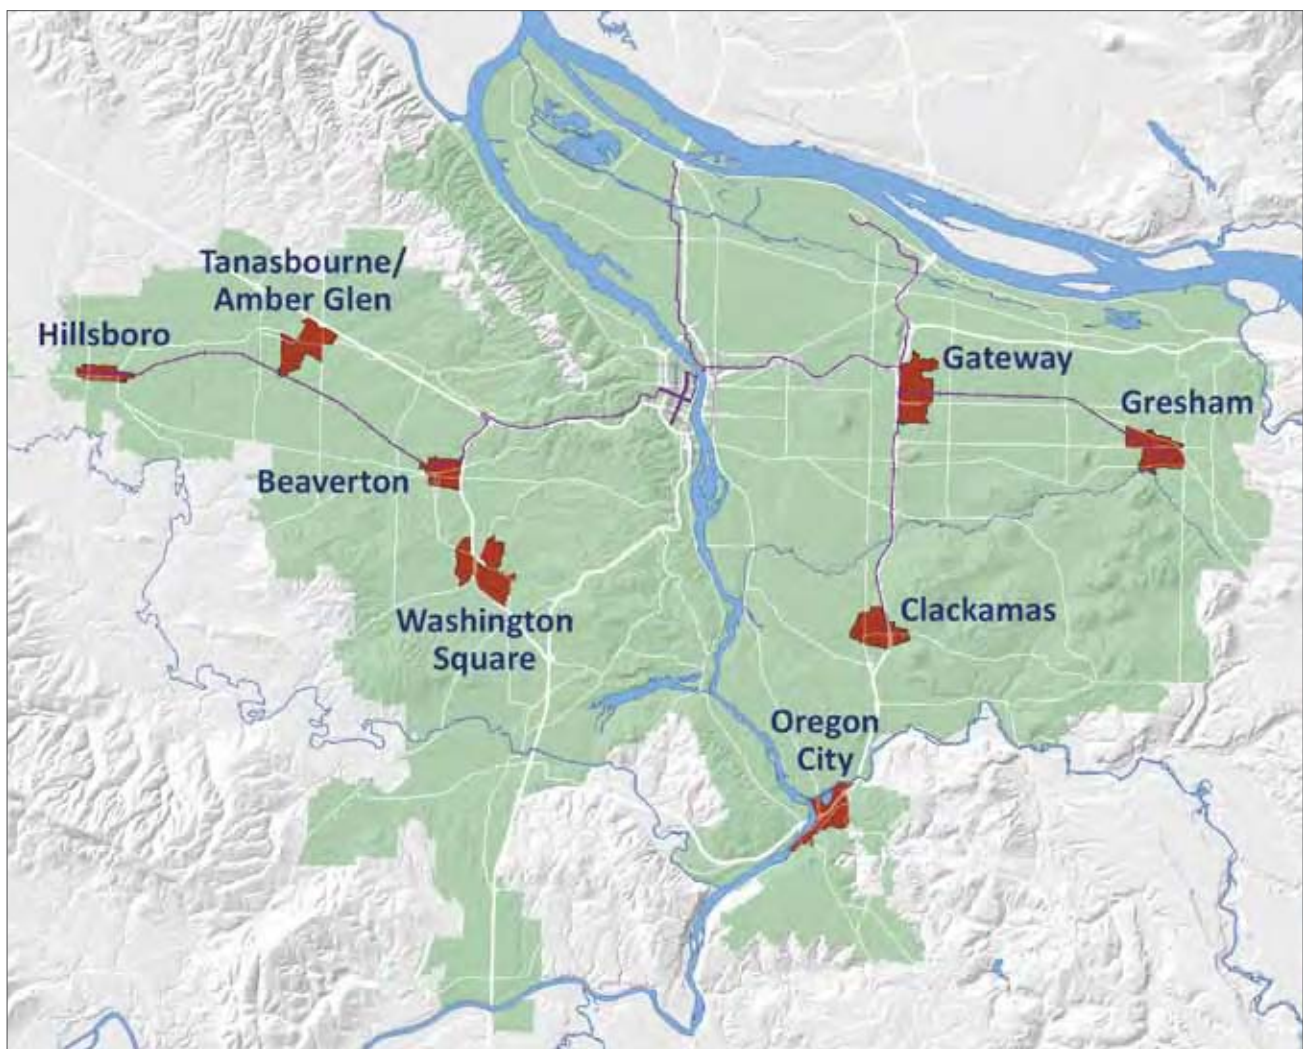 Tanasbourne/
Amber Glen
Hillsboro
Gateway
Gresham
Beaverton
Washington
Square
Clackamas
Oregon
City